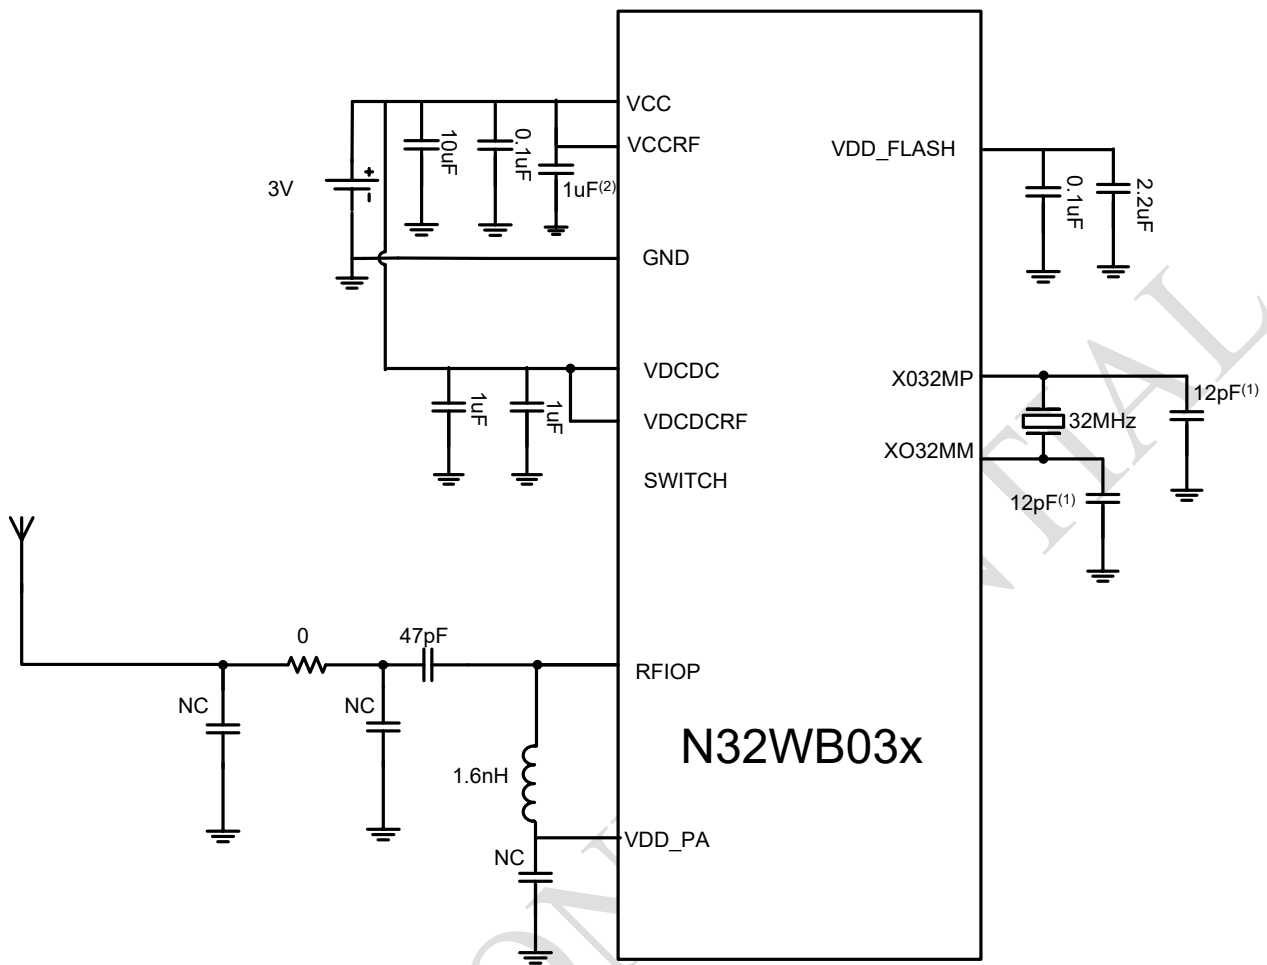 VCC
VCCRF
10uF
0.1uF
1uF(2)
3V
+
-
GND
VDCDC
1uF
1uF
VDCDCRF
SWITCH
0
47pF
RFIOP
NC
NC
1.6nH
VDD_PA
NC
N32WB03x
VDD_FLASH
0.1uF
2.2uF
X032MP
12pF(1)
32MHz
XO32MM
12pF(1)